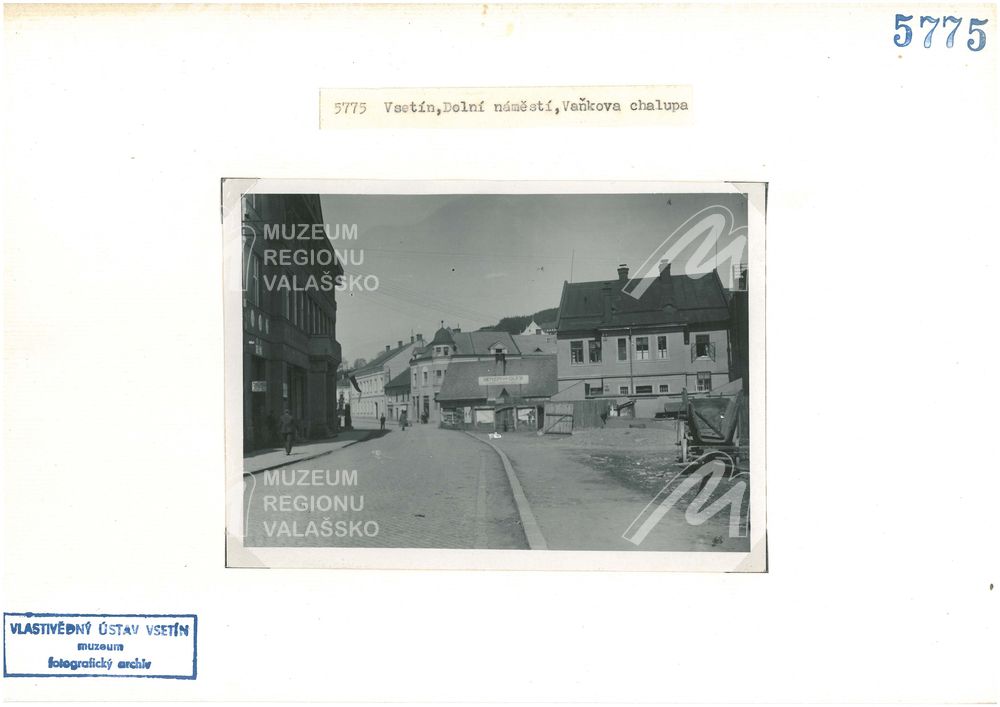 5775
5775 Vsetín,Dolní náměstí,Vaňkova chalupa
MUZEUM
REGIONU
VALAŠSKO
MUZEUM
REGIONU
VALAŠSKO
VLASTIVĚDNÝ ÚSTAV VSETÍN
muzeum
fotografický archiv